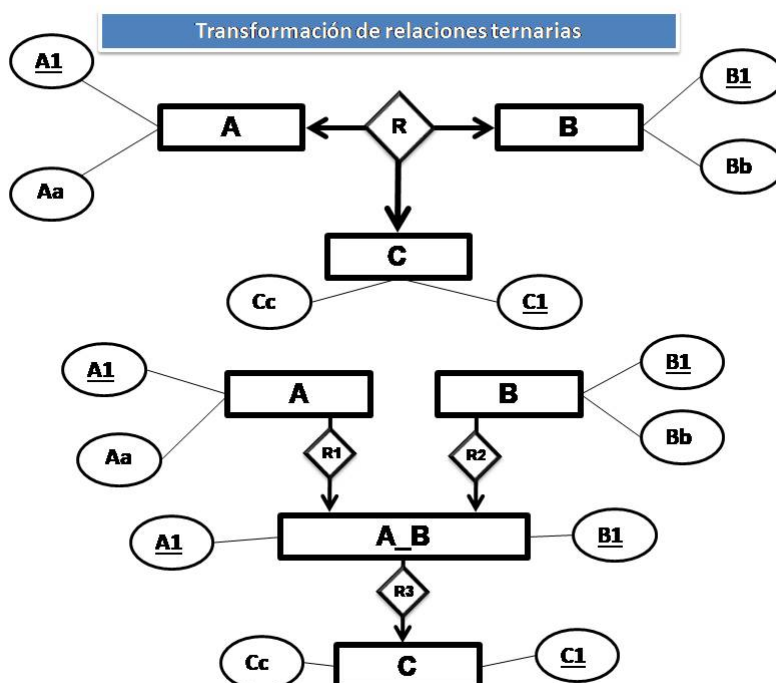 Transformación de relaciones ternarias
A1
B1
A
R
B
Aa
Bb
C
Cc
C1
A1
B1
A
B
Aa
Bb
R1
R2
A1
A_B
B1
R3
Cc
C
C1